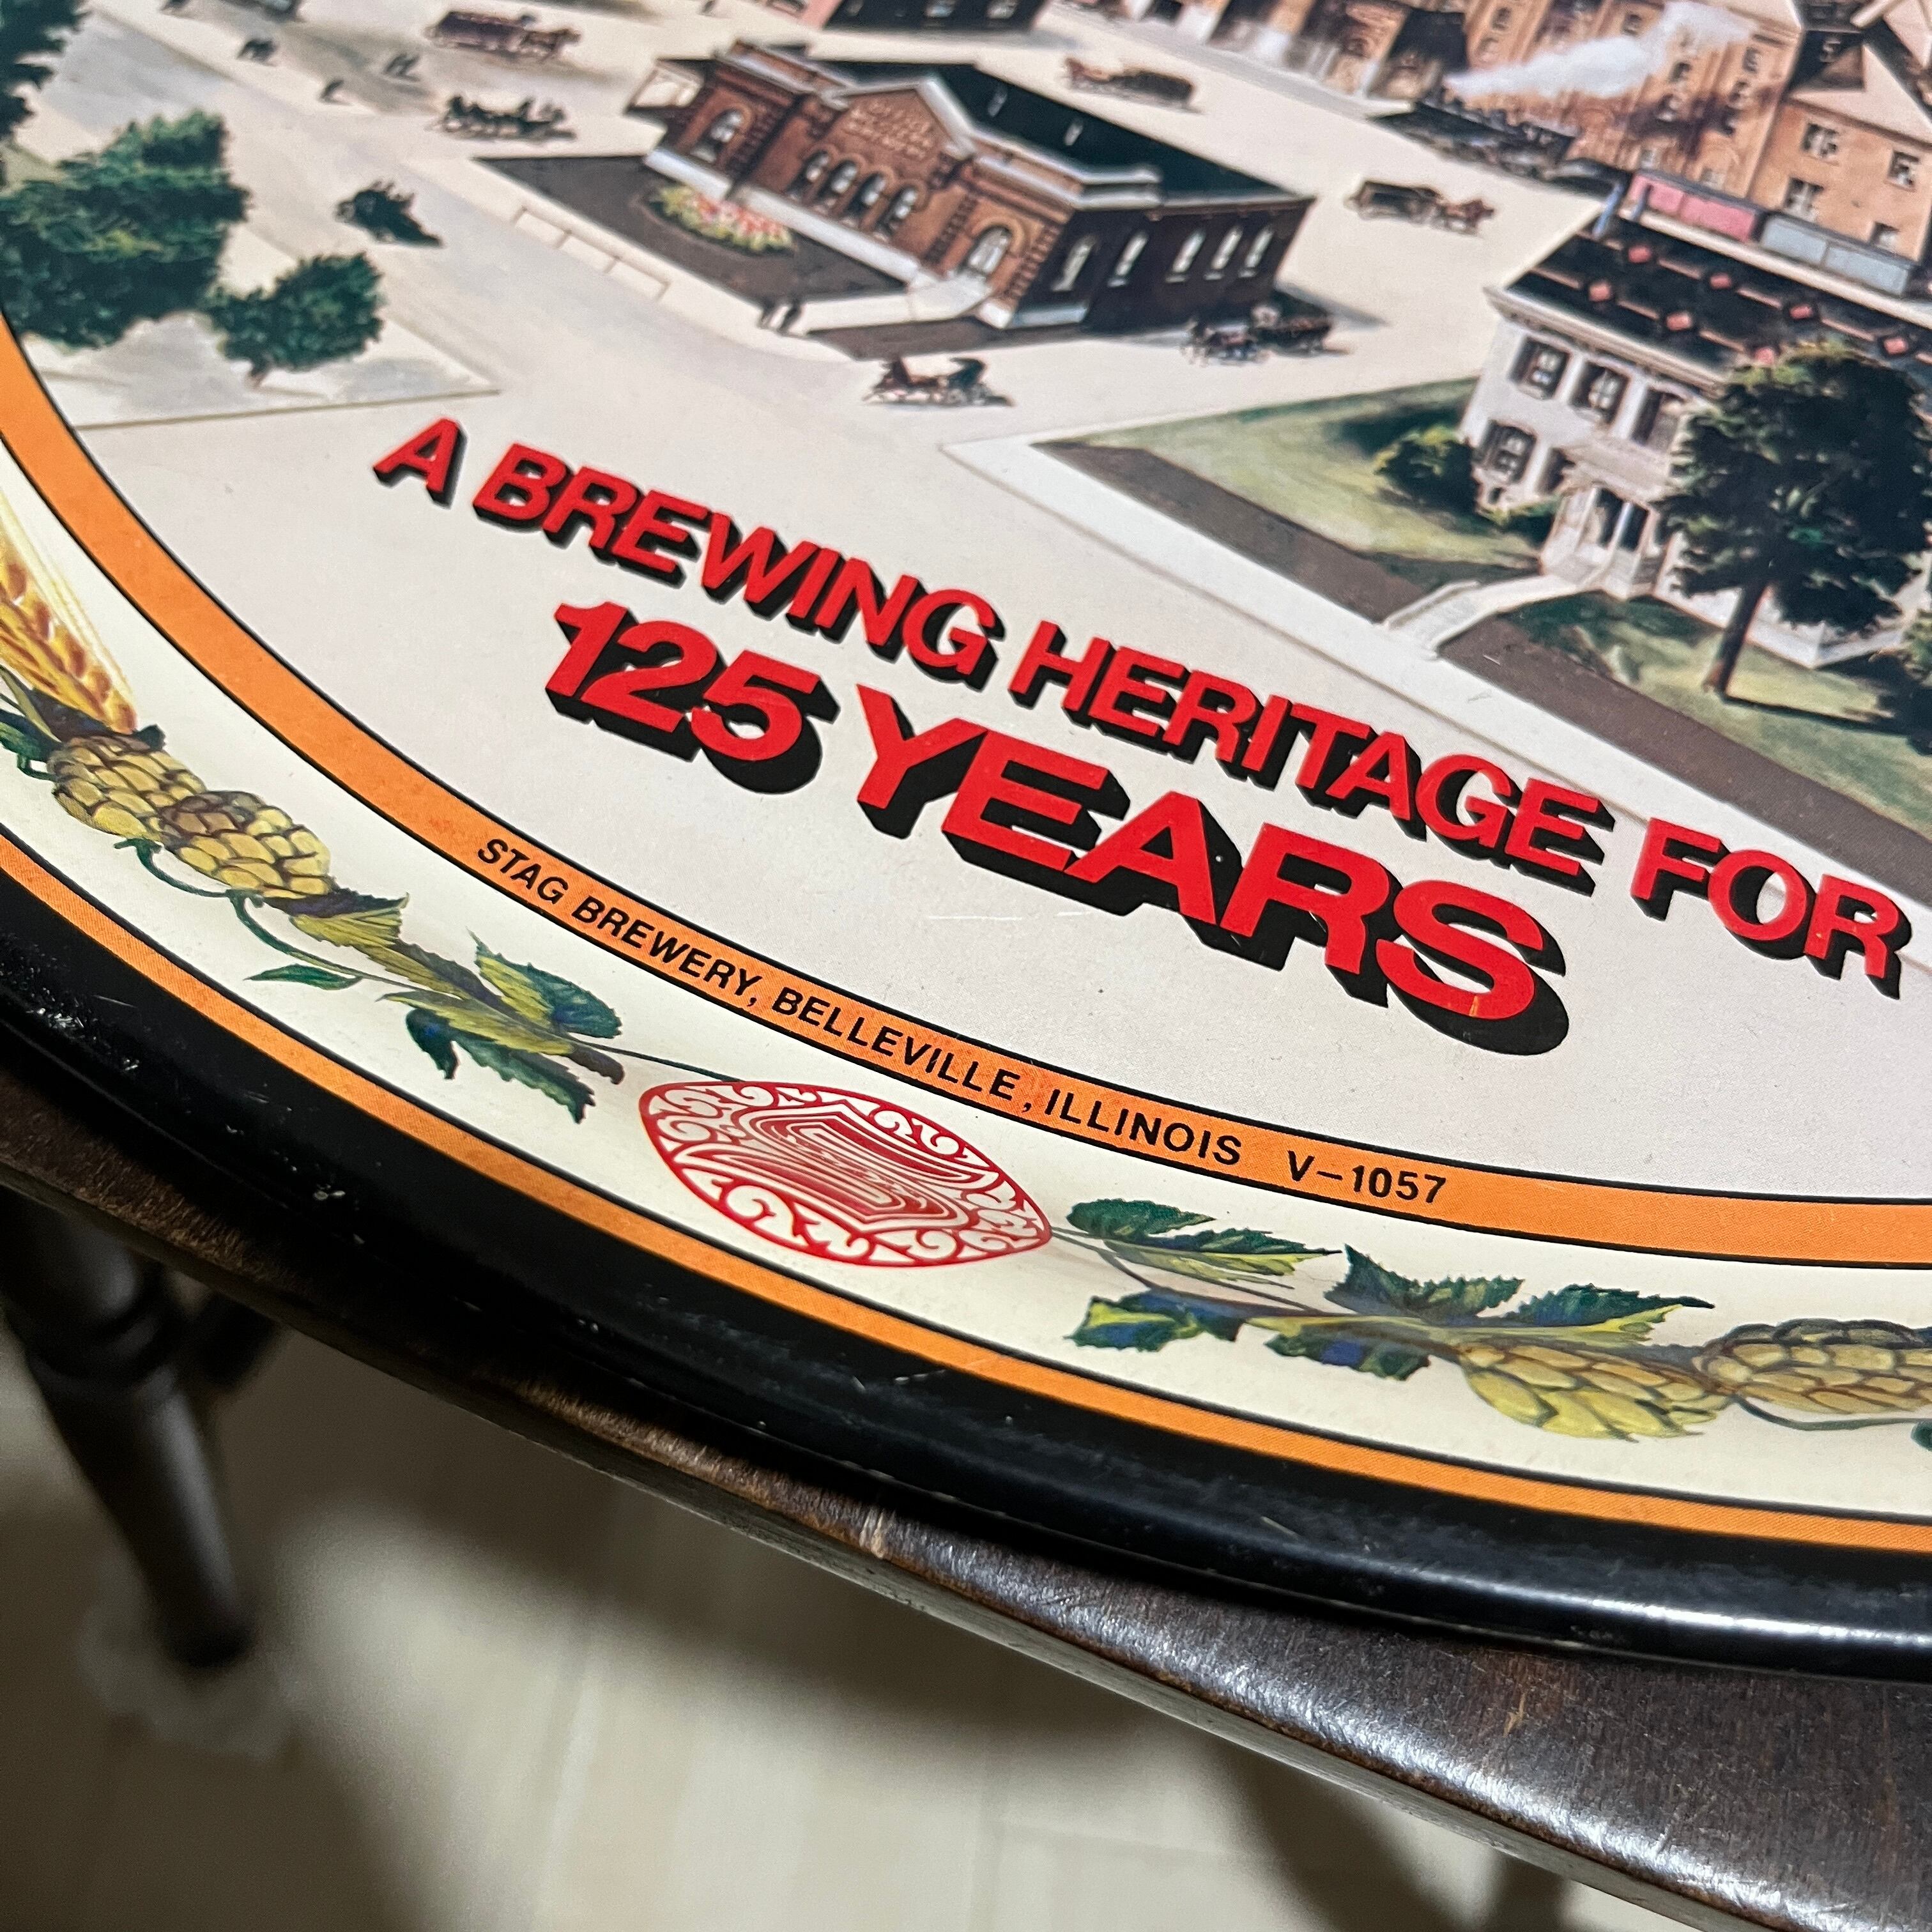 A BREWING HERITAGE FOR
125 YEARS
STAG BREWERY, BELLEVILLE, ILLINOIS V-1057